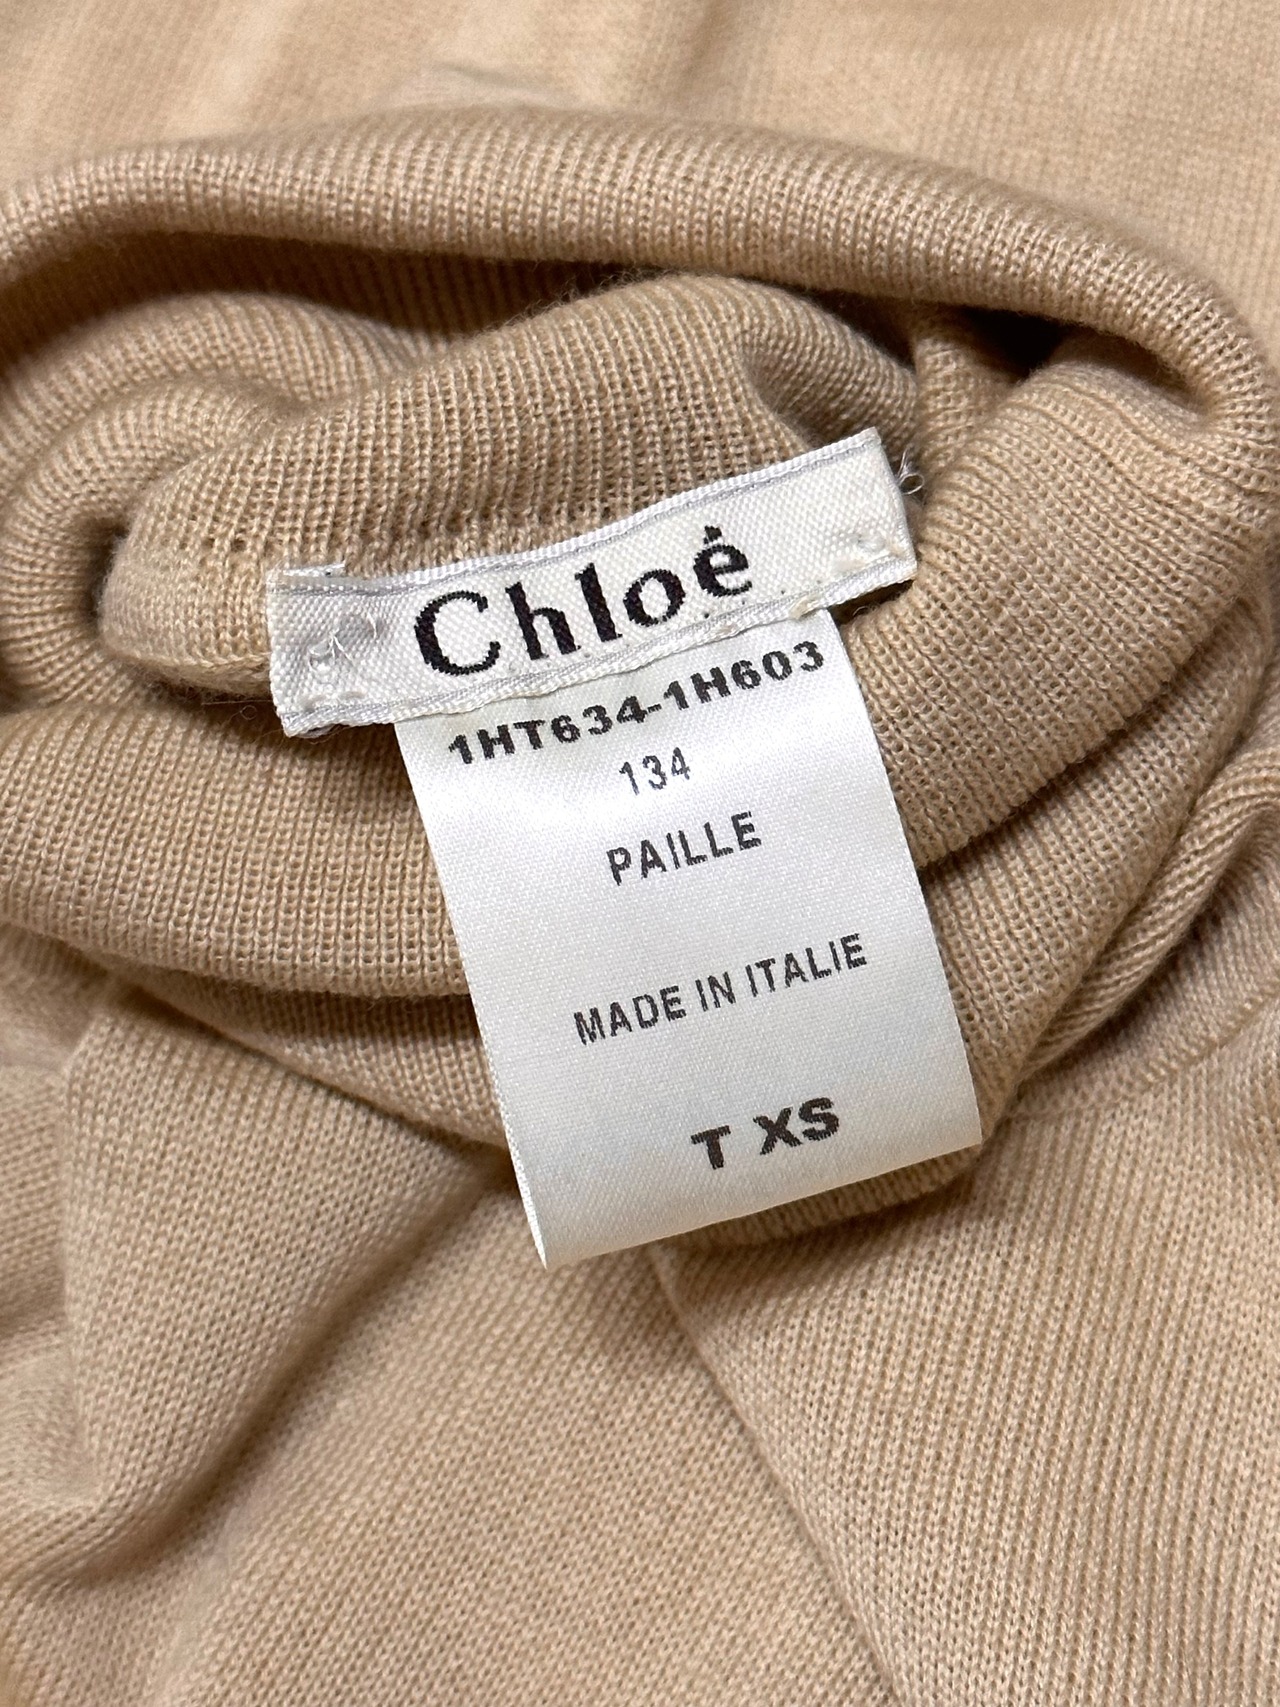 Chloé
1HT634-1H603
134
PAILLE
MADE IN ITALIE
T XS